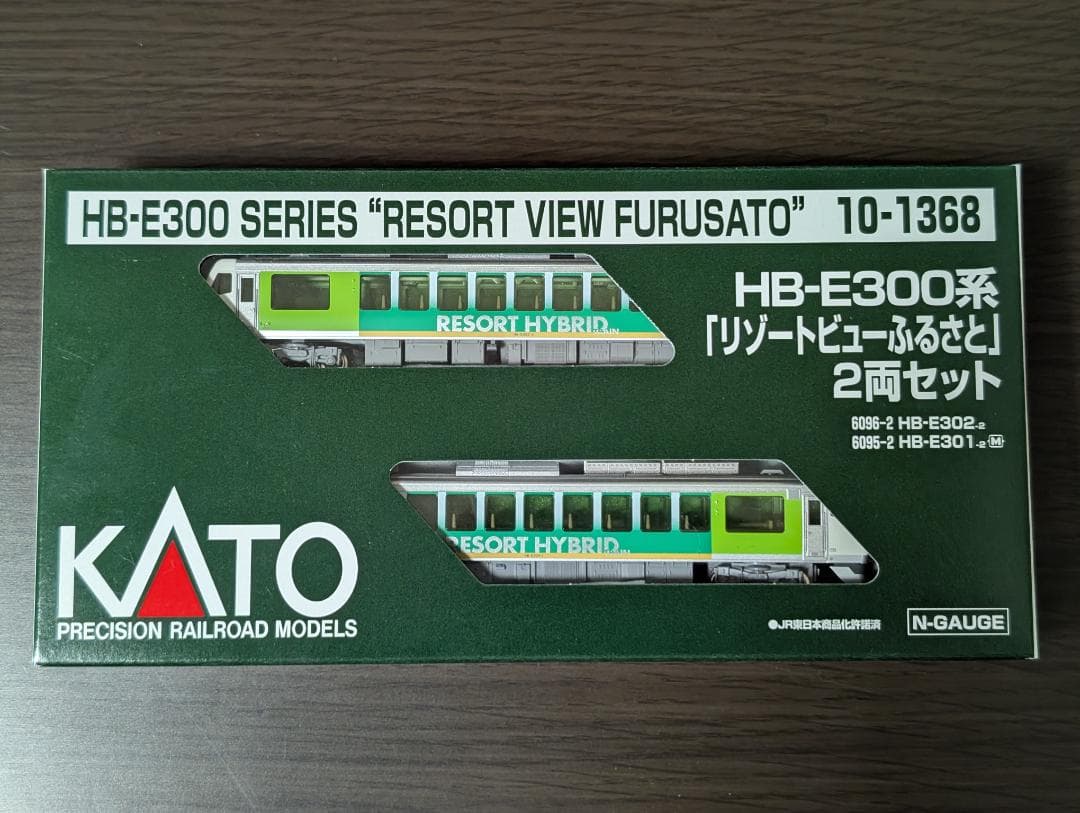 HB-E300 SERIES “RESORT VIEW FURUSATO” 10-1368
HB-E300系
「リゾートビューふるさと」
2両セット
6096-2 HB-E302-2
6095-2 HB-E301-2 M
RESORT HYBRID
RESORT HYBRID
KATO
PRECISION RAILROAD MODELS
●JR東日本商品化許諾済
N-GAUGE